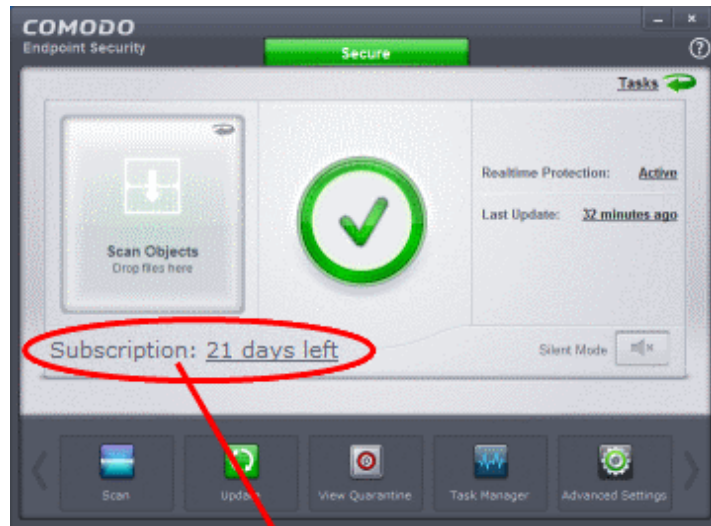 COMODO
Endpoint Security
Secure
Tasks
Scan Objects
Drop files here
Realtime Protection: Active
Last Update: 32 minutes ago
Subscription: 21 days left
Silent Mode
Scan
Update
View Quarantine
Task Manager
Advanced Settings